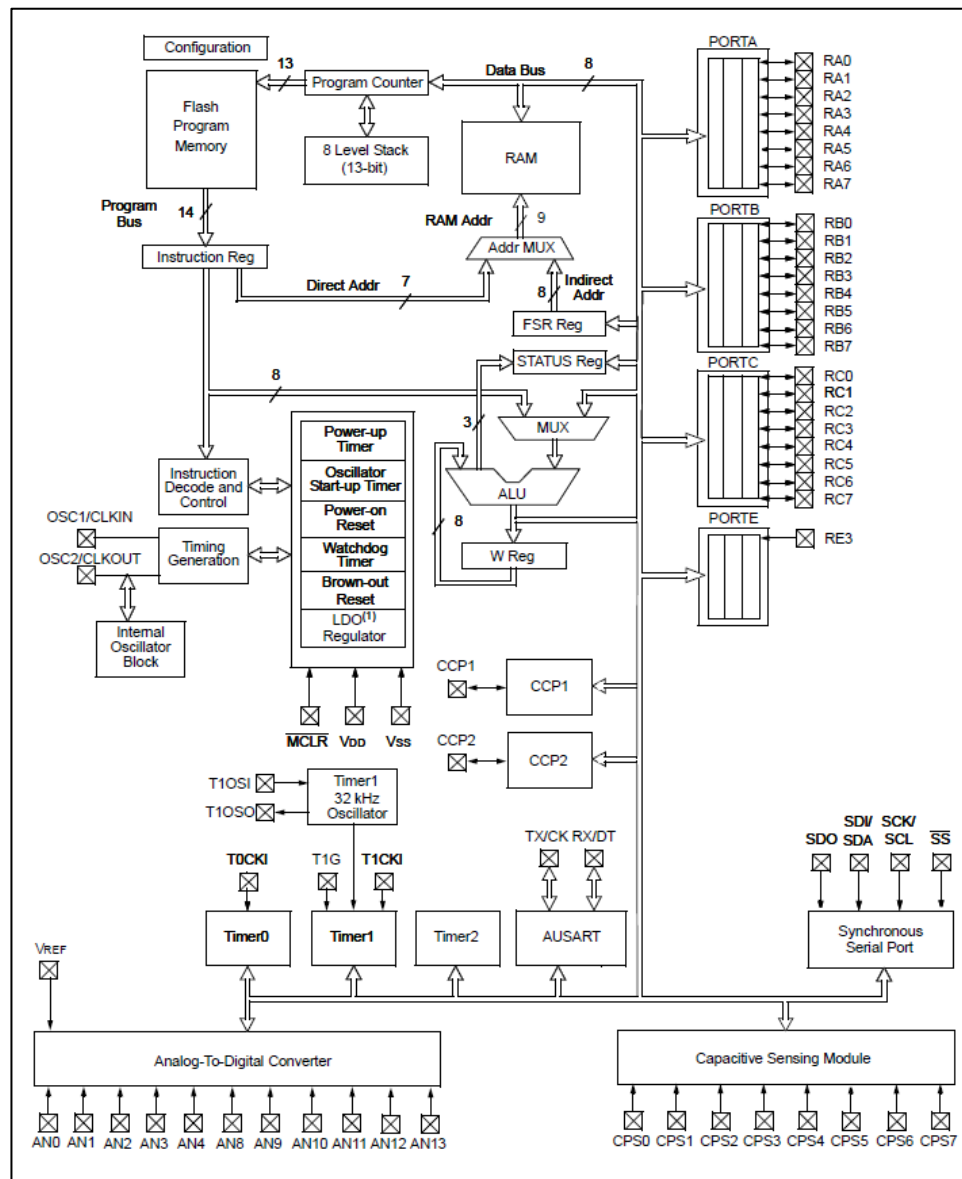 Configuration
Flash
Program
Memory
13
Program Counter
8 Level Stack
(13-bit)
Data Bus
8
RAM
RAM Addr
9
Addr MUX
Program
Bus
14
Instruction Reg
Direct Addr
7
8
Indirect
Addr
FSR Reg
STATUS Reg
8
3
MUX
ALU
8
W Reg
Instruction
Decode and
Control
OSC1/CLKIN
OSC2/CLKOUT
Timing
Generation
Internal
Oscillator
Block
Power-up
Timer
Oscillator
Start-up Timer
Power-on
Reset
Watchdog
Timer
Brown-out
Reset
LDO(1)
Regulator
MCLR
VDD
VSS
PORTA
RA0
RA1
RA2
RA3
RA4
RA5
RA6
RA7
PORTB
RB0
RB1
RB2
RB3
RB4
RB5
RB6
RB7
PORTC
RC0
RC1
RC2
RC3
RC4
RC5
RC6
RC7
PORTE
RE3
CCP1
CCP1
CCP2
CCP2
T1OSI
T1OSO
Timer1
32 kHz
Oscillator
T0CKI
T1G
T1CKI
TX/CK
RX/DT
Timer0
Timer1
Timer2
AUSART
SDO
SDI/
SDA
SCK/
SCL
SS
Synchronous
Serial Port
VREF
Analog-To-Digital Converter
AN0
AN1
AN2
AN3
AN4
AN8
AN9
AN10
AN11
AN12
AN13
Capacitive Sensing Module
CPS0
CPS1
CPS2
CPS3
CPS4
CPS5
CPS6
CPS7